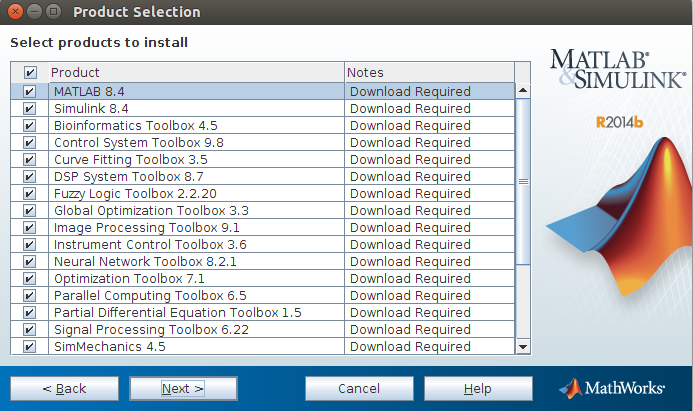 Product Selection
Select products to install
Product Notes
MATLAB 8.4 Download Required
Simulink 8.4 Download Required
Bioinformatics Toolbox 4.5 Download Required
Control System Toolbox 9.8 Download Required
Curve Fitting Toolbox 3.5 Download Required
DSP System Toolbox 8.7 Download Required
Fuzzy Logic Toolbox 2.2.20 Download Required
Global Optimization Toolbox 3.3 Download Required
Image Processing Toolbox 9.1 Download Required
Instrument Control Toolbox 3.6 Download Required
Neural Network Toolbox 8.2.1 Download Required
Optimization Toolbox 7.1 Download Required
Parallel Computing Toolbox 6.5 Download Required
Partial Differential Equation Toolbox 1.5 Download Required
Signal Processing Toolbox 6.22 Download Required
SimMechanics 4.5 Download Required
MATLAB®
&SIMULINK®
R2014b
< Back Next > Cancel Help MathWorks®